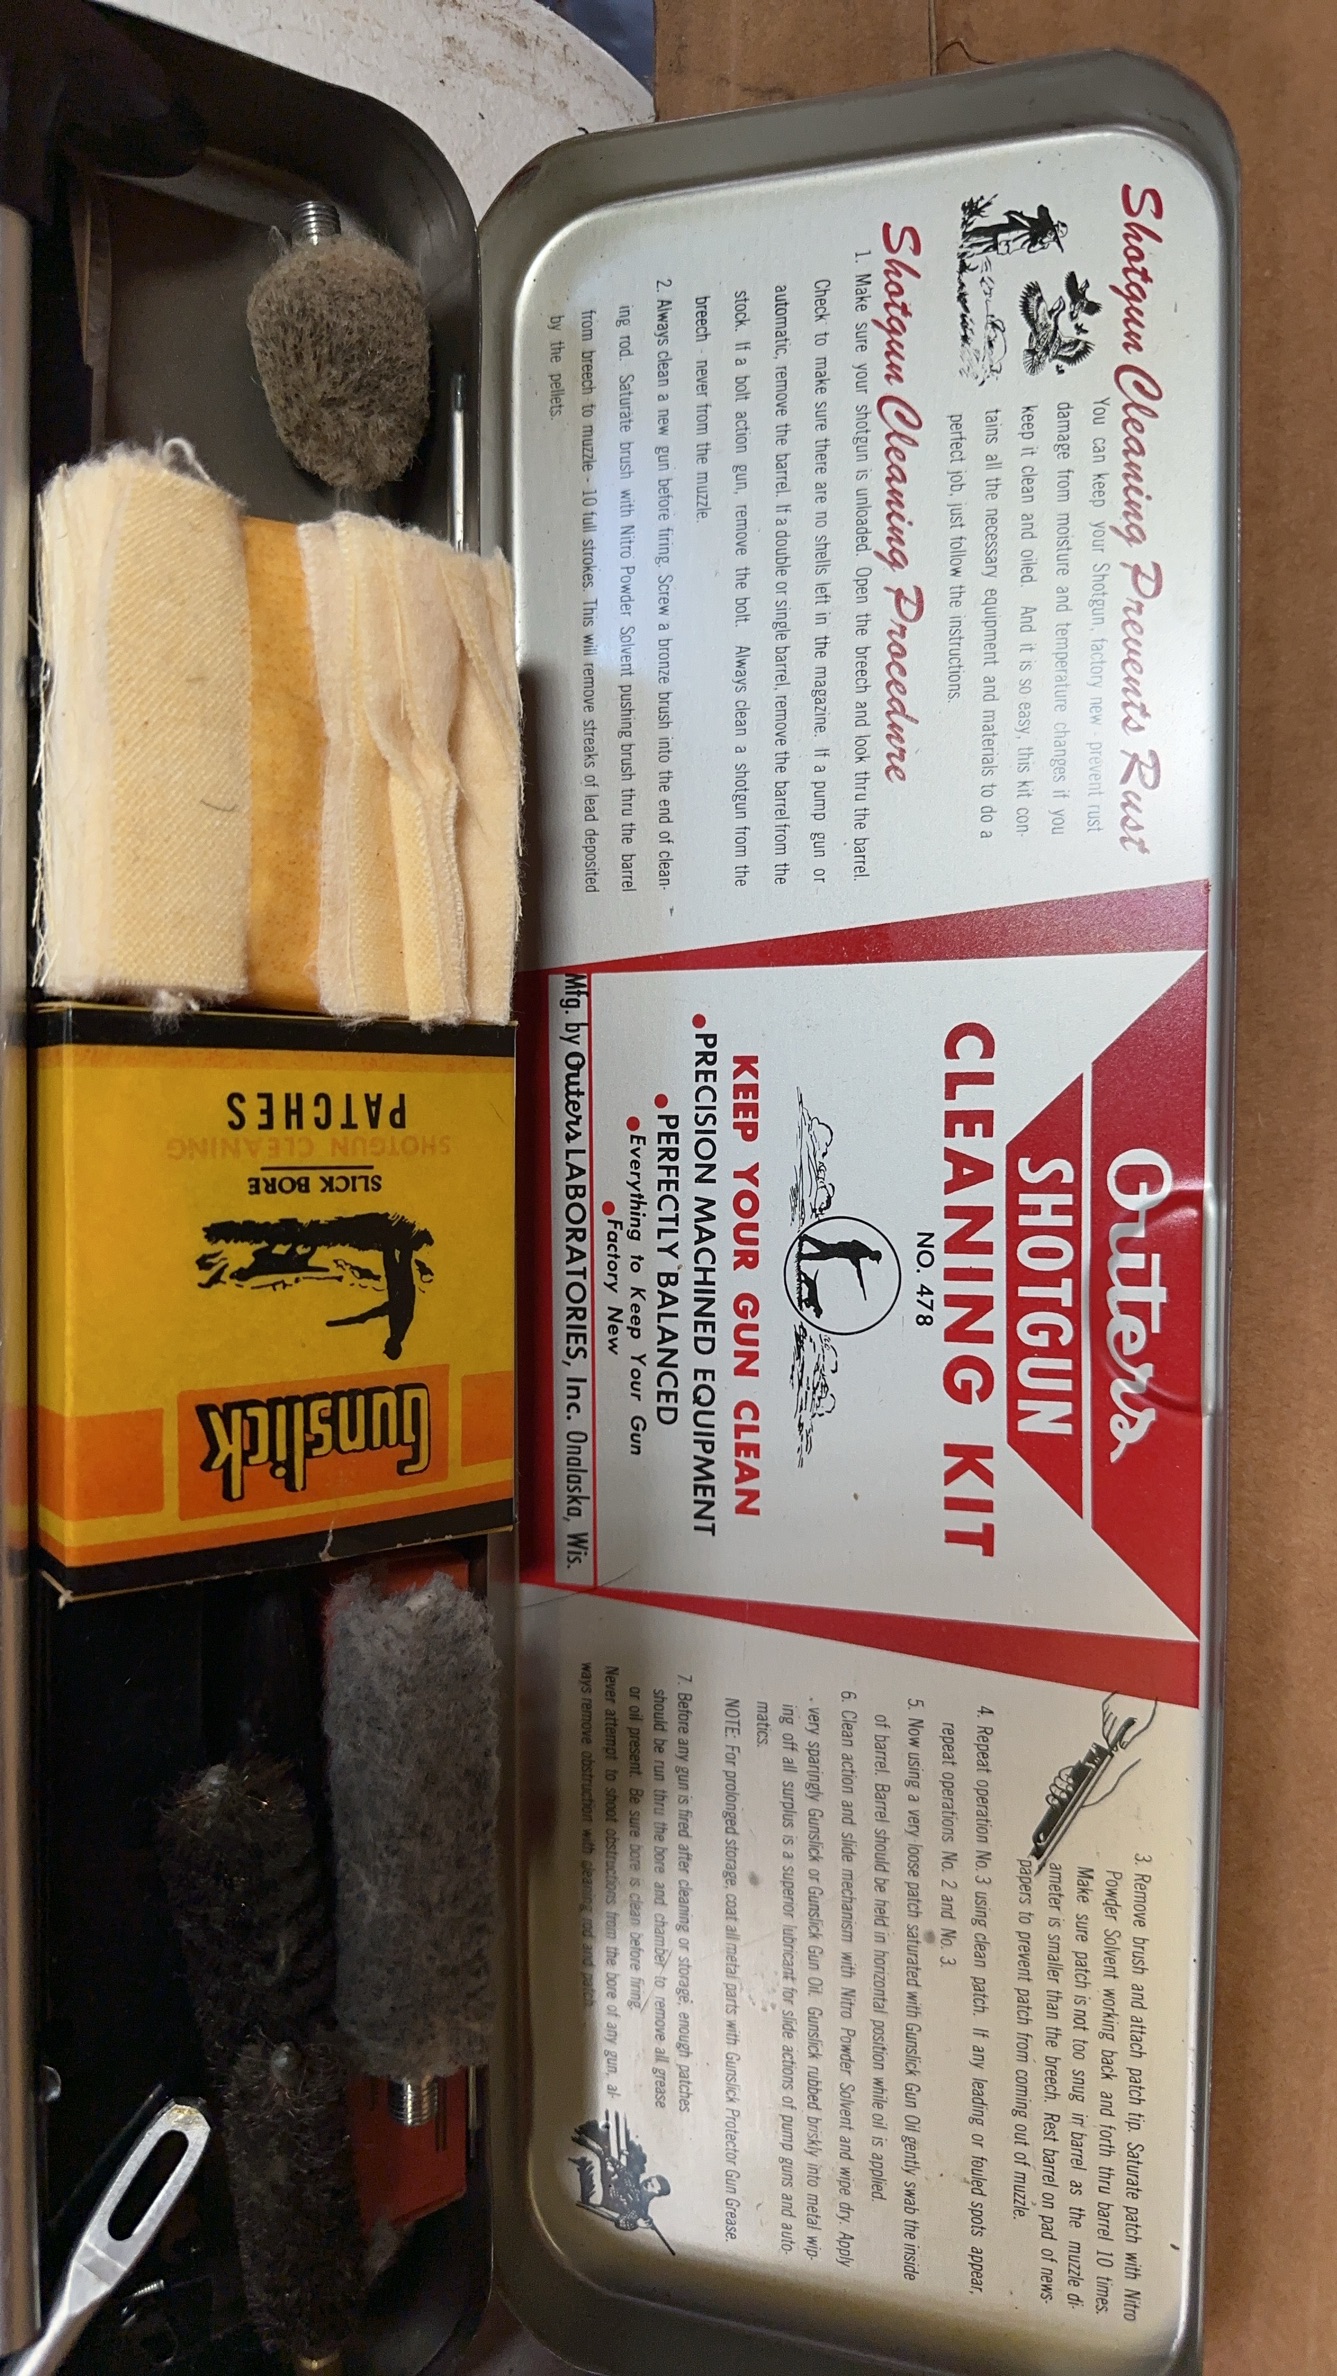 Shotgun Cleaning Prevents Rust
You can keep your Shotgun, factory new - prevent rust
damage from moisture and temperature changes if you
keep it clean and oiled. And it is so easy, this kit con-
tains all the necessary equipment and materials to do a
perfect job, just follow the instructions.
Shotgun Cleaning Procedure
1. Make sure your shotgun is unloaded. Open the breech and look thru the barrel.
Check to make sure there are no shells left in the magazine. If a pump gun or
automatic, remove the barrel. If a double or single barrel, remove the barrel from the
stock. If a bolt action gun, remove the bolt. Always clean a shotgun from the
breech - never from the muzzle.
2. Always clean a new gun before firing. Screw a bronze brush into the end of clean-
ing rod. Saturate brush with Nitro Powder Solvent pushing brush thru the barrel
from breech to muzzle - 10 full strokes. This will remove streaks of lead deposited
by the pellets.
Outers
SHOTGUN
CLEANING KIT
NO. 478
KEEP YOUR GUN CLEAN
•PRECISION MACHINED EQUIPMENT
•PERFECTLY BALANCED
•Everything to Keep Your Gun
•Factory New
Mfg. by Outers LABORATORIES, Inc. Onalaska, Wis.
3. Remove brush and attach patch tip. Saturate patch with Nitro
Powder Solvent working back and forth thru barrel 10 times.
Make sure patch is not too snug in barrel as the muzzle di-
ameter is smaller than the breech. Rest barrel on pad of news-
papers to prevent patch from coming out of muzzle.
4. Repeat operation No. 3 using clean patch. If any leading or fouled spots appear,
repeat operations No. 2 and No. 3.
5. Now using a very loose patch saturated with Gunslick Gun Oil gently swab the inside
of barrel. Barrel should be held in horizontal position while oil is applied.
6. Clean action and slide mechanism with Nitro Powder Solvent and wipe dry. Apply
very sparingly Gunslick or Gunslick Gun Oil. Gunslick rubbed briskly into metal wip-
ing off all surplus is a superior lubricant for slide actions of pump guns and auto-
matics.
NOTE: For prolonged storage, coat all metal parts with Gunslick Protector Gun Grease.
7. Before any gun is fired after cleaning or storage, enough patches
should be run thru the bore and chamber to remove all grease
or oil present. Be sure bore is clean before firing.
Never attempt to shoot obstructions from the bore of any gun, al-
ways remove obstruction with cleaning rod and patch.
Gunslick
SLICK BORE
SHOTGUN CLEANING
PATCHES